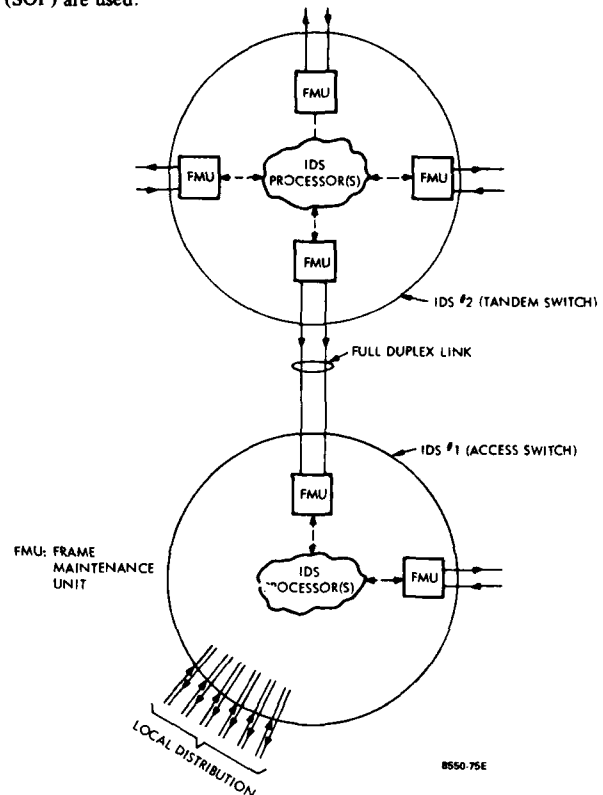 (SOF) are used.
FMU
FMU
IDS
PROCESSOR(S)
FMU
FMU
IDS #2 (TANDEM SWITCH)
FULL DUPLEX LINK
IDS #1 (ACCESS SWITCH)
FMU
FMU: FRAME
MAINTENANCE
UNIT
IDS
PROCESSOR(S)
FMU
LOCAL DISTRIBUTION
8550-75E